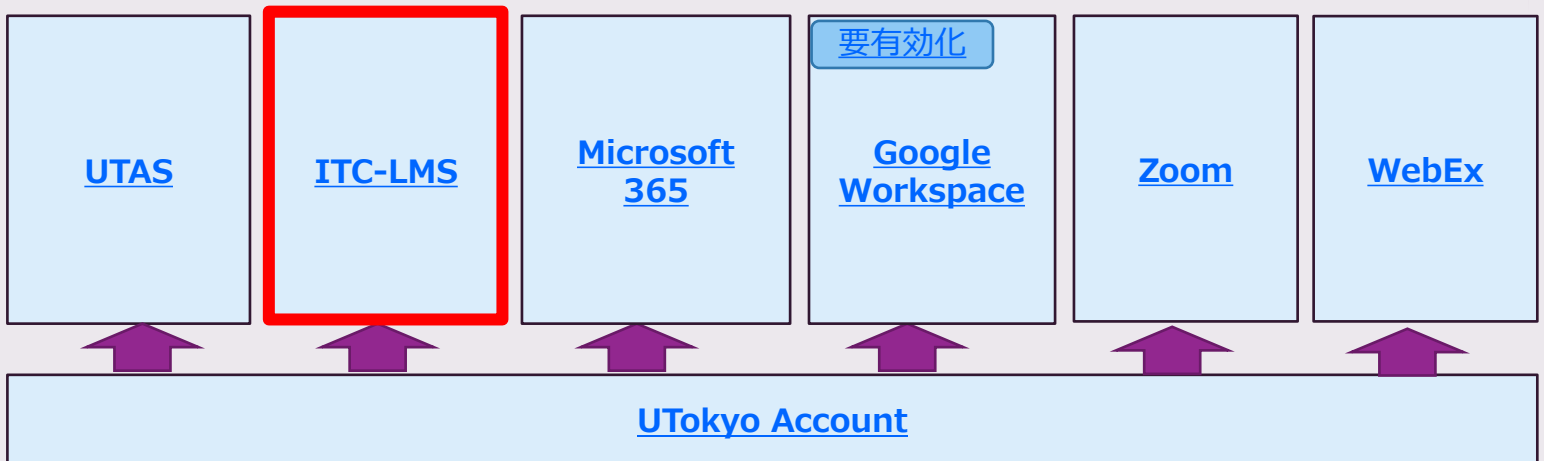 要有効化
UTAS
ITC-LMS
Microsoft
365
Google
Workspace
Zoom
WebEx
UTokyo Account